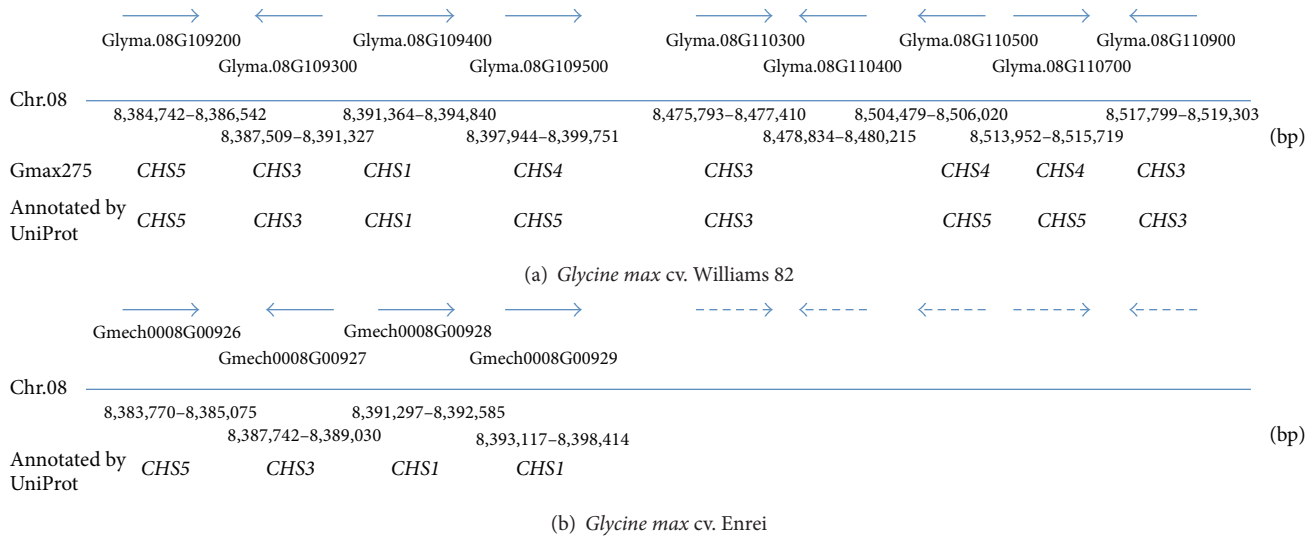 Glyma.08G109200 Glyma.08G109400 Glyma.08G110300 Glyma.08G110500 Glyma.08G110900
Glyma.08G109300 Glyma.08G109500 Glyma.08G110400 Glyma.08G110700
Chr.08
8,384,742–8,386,542 8,391,364–8,394,840 8,475,793–8,477,410 8,504,479–8,506,020 8,517,799–8,519,303
8,387,509–8,391,327 8,397,944–8,399,751 8,478,834–8,480,215 8,513,952–8,515,719 (bp)
Gmax275 CHS5 CHS3 CHS1 CHS4 CHS3 CHS4 CHS4 CHS3
Annotated by
UniProt CHS5 CHS3 CHS1 CHS5 CHS3 CHS5 CHS5 CHS3
(a) Glycine max cv. Williams 82
Gmech0008G00926 Gmech0008G00928
Gmech0008G00927 Gmech0008G00929
Chr.08
8,383,770–8,385,075 8,391,297–8,392,585
8,387,742–8,389,030 8,393,117–8,398,414 (bp)
Annotated by
UniProt CHS5 CHS3 CHS1 CHS1
(b) Glycine max cv. Enrei